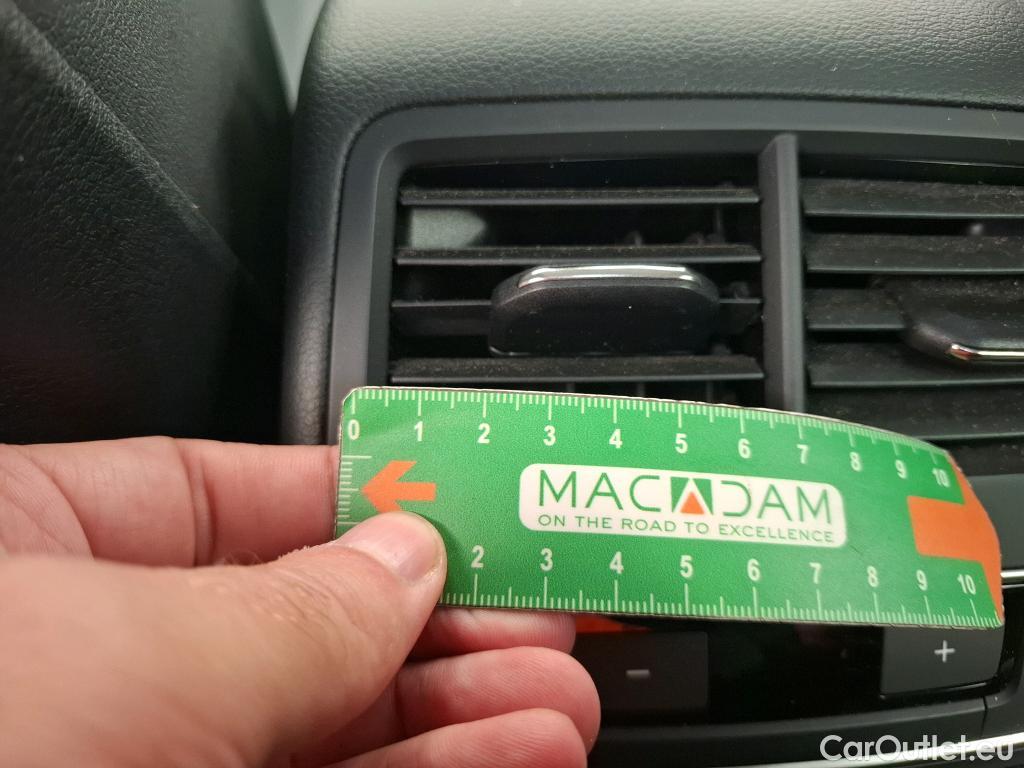 0 1 2 3 4 5 6 7 8 9 10
MACADAM
ON THE ROAD TO EXCELLENCE
2 3 4 5 6 7 8 9 10
- +
CarOutlet.eu